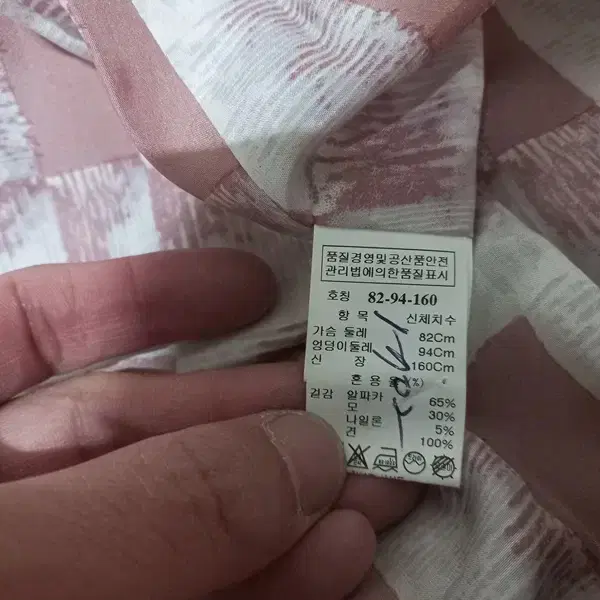 품질경영및공산품안전
관리법에의한품질표시
호칭 82-94-160
항 목 신체치수
가슴 둘레 82Cm
엉덩이둘레 94Cm
신 장 160Cm
혼 용 율(%)
겉감 알파카 65%
모 30%
나일론 5%
견 100%